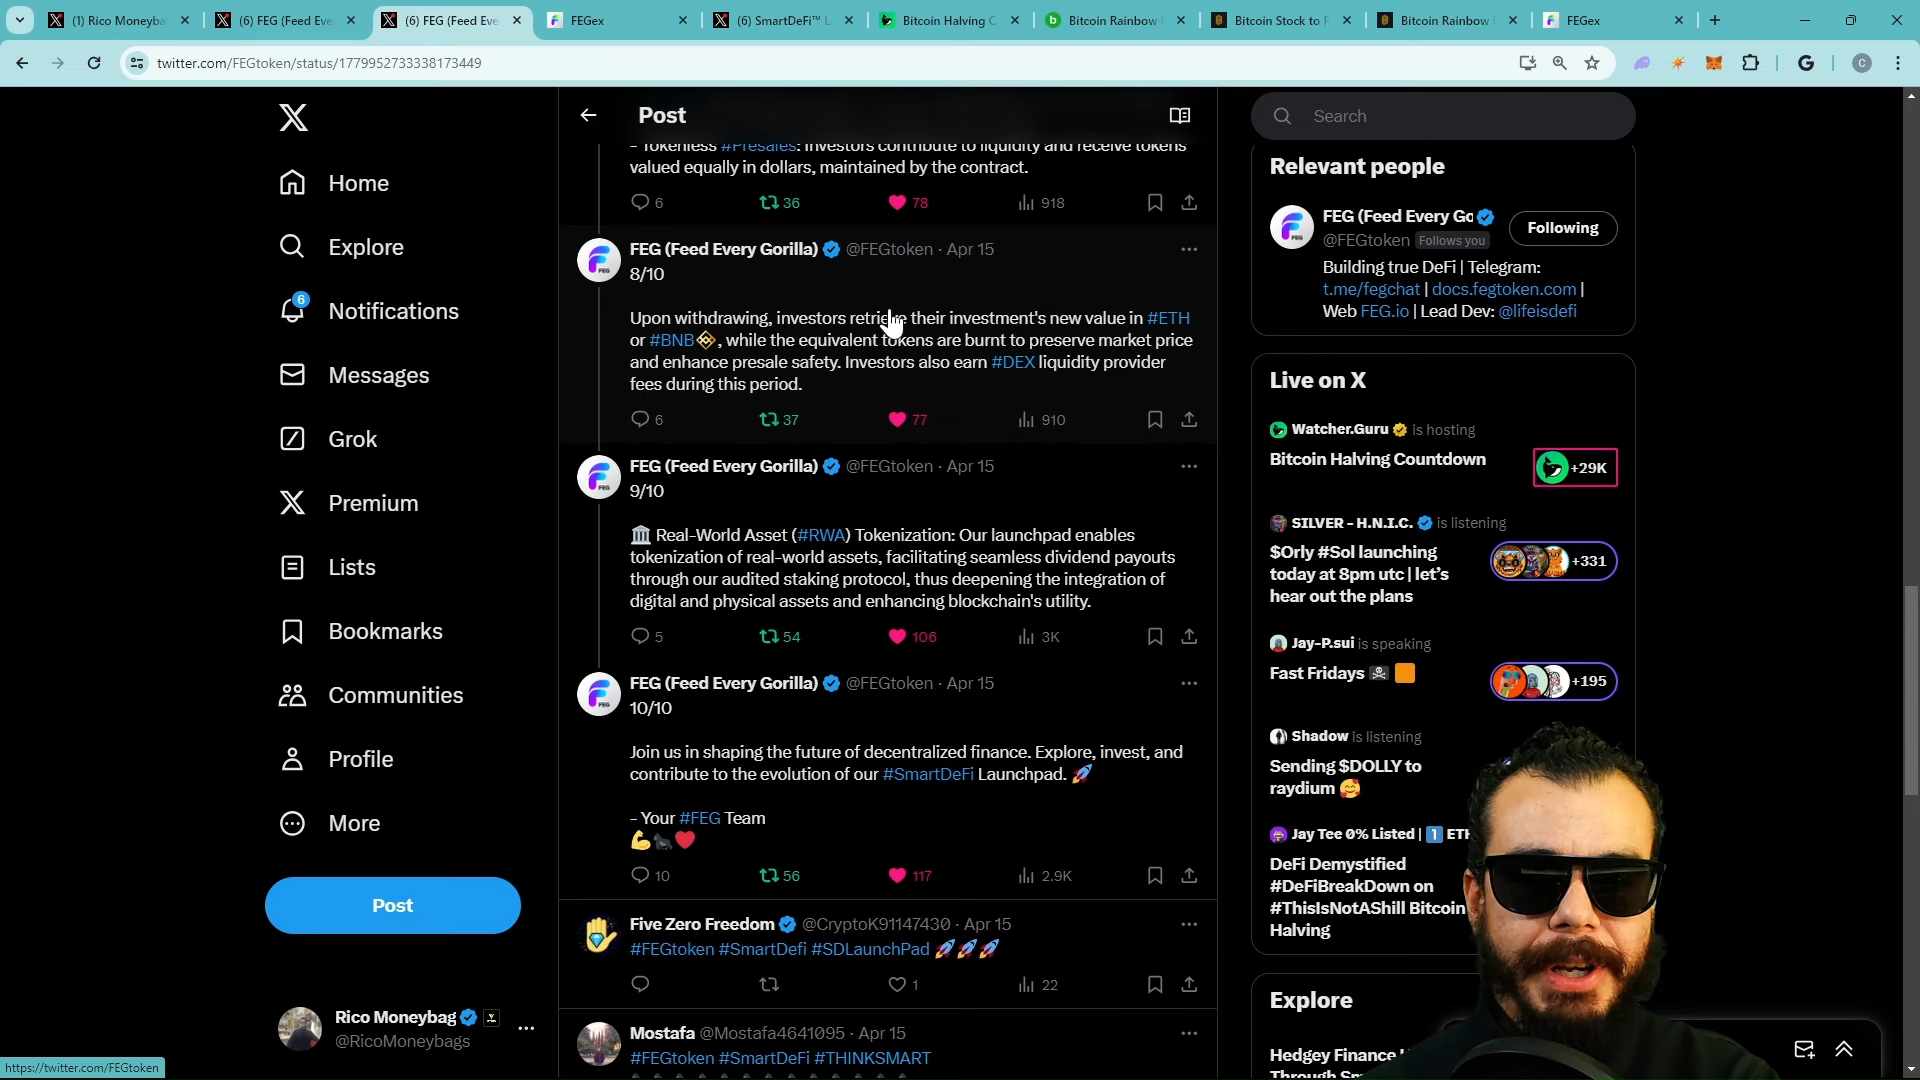 (1) Rico Moneyba
(6) FEG (Feed Eve
(6) FEG (Feed Eve
FEGex
(6) SmartDeFi™ L
Bitcoin Halving C
Bitcoin Rainbow
Bitcoin Stock to F
Bitcoin Rainbow
FEGex
twitter.com/FEGtoken/status/1779952733338173449
G
C
Home
Explore
6
Notifications
Messages
Grok
Premium
Lists
Bookmarks
Communities
Profile
More
Post
Rico Moneybag
@RicoMoneybags
https://twitter.com/FEGtoken
Post
- Tokenless #Presales: Investors contribute to liquidity and receive tokens
valued equally in dollars, maintained by the contract.
6 36 78 918
FEG (Feed Every Gorilla) @FEGtoken · Apr 15
8/10
Upon withdrawing, investors retrieve their investment's new value in #ETH
or #BNB, while the equivalent tokens are burnt to preserve market price
and enhance presale safety. Investors also earn #DEX liquidity provider
fees during this period.
6 37 77 910
FEG (Feed Every Gorilla) @FEGtoken · Apr 15
9/10
🏛️ Real-World Asset (#RWA) Tokenization: Our launchpad enables
tokenization of real-world assets, facilitating seamless dividend payouts
through our audited staking protocol, thus deepening the integration of
digital and physical assets and enhancing blockchain's utility.
5 54 106 3K
FEG (Feed Every Gorilla) @FEGtoken · Apr 15
10/10
Join us in shaping the future of decentralized finance. Explore, invest, and
contribute to the evolution of our #SmartDeFi Launchpad. 🚀
- Your #FEG Team
💪🦍❤️
10 56 117 2.9K
Five Zero Freedom @CryptoK91147430 · Apr 15
#FEGtoken #SmartDefi #SDLaunchPad 🚀🚀🚀
1 22
Mostafa @Mostafa4641095 · Apr 15
#FEGtoken #SmartDeFi #THINKSMART
Search
Relevant people
FEG (Feed Every Go
@FEGtoken Follows you
Following
Building true DeFi | Telegram:
t.me/fegchat | docs.fegtoken.com |
Web FEG.io | Lead Dev: @lifeisdefi
Live on X
Watcher.Guru is hosting
Bitcoin Halving Countdown
+29K
SILVER - H.N.I.C. is listening
$Orly #Sol launching
today at 8pm utc | let's
hear out the plans
+331
Jay-P.sui is speaking
Fast Fridays ☠️ 🟧
+195
Shadow is listening
Sending $DOLLY to
raydium 🥰
Jay Tee 0% Listed | 1️⃣ ETH
DeFi Demystified
#DeFiBreakDown on
#ThisIsNotAShill Bitcoin
Halving
Explore
Hedgey Finance
Through